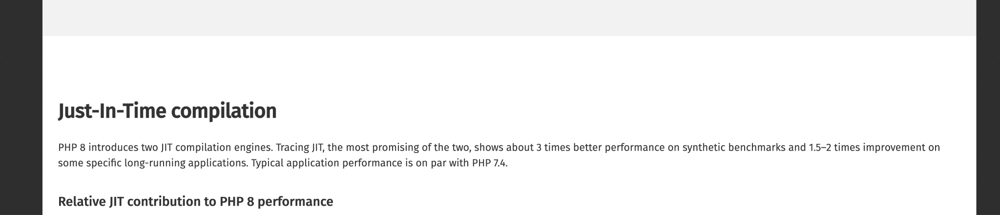 Just-In-Time compilation
PHP 8 introduces two JIT compilation engines. Tracing JIT, the most promising of the two, shows about 3 times better performance on synthetic benchmarks and 1.5–2 times improvement on
some specific long-running applications. Typical application performance is on par with PHP 7.4.
Relative JIT contribution to PHP 8 performance